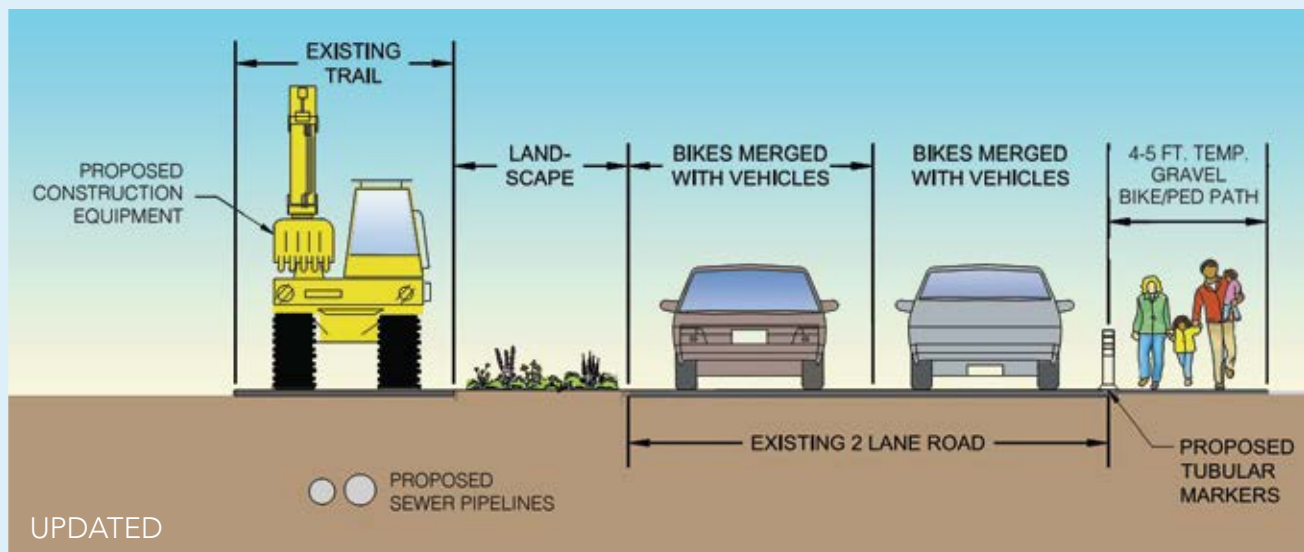 EXISTING
TRAIL
PROPOSED
CONSTRUCTION
EQUIPMENT
LAND-
SCAPE
BIKES MERGED
WITH VEHICLES
BIKES MERGED
WITH VEHICLES
4-5 FT. TEMP.
GRAVEL
BIKE/PED PATH
EXISTING 2 LANE ROAD
PROPOSED
TUBULAR
MARKERS
PROPOSED
SEWER PIPELINES
UPDATED